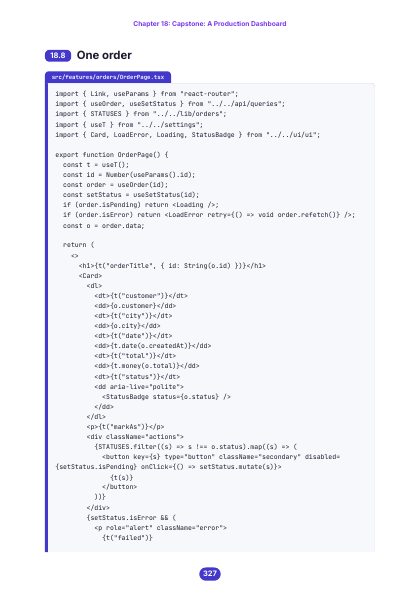 Chapter 18: Capstone: A Production Dashboard
18.8 One order
src/features/orders/OrderPage.tsx
import { Link, useParams } from "react-router";
import { useOrder, useSetStatus } from "../../api/queries";
import { STATUSES } from "../../lib/orders";
import { useT } from "../../settings";
import { Card, LoadError, Loading, StatusBadge } from "../../ui/ui";

export function OrderPage() {
  const t = useT();
  const id = Number(useParams().id);
  const order = useOrder(id);
  const setStatus = useSetStatus(id);
  if (order.isPending) return <Loading />;
  if (order.isError) return <LoadError retry={() => void order.refetch()} />;
  const o = order.data;

  return (
    <>
      <h1>{t("orderTitle", { id: String(o.id) })}</h1>
      <Card>
        <dl>
          <dt>{t("customer")}</dt>
          <dd>{o.customer}</dd>
          <dt>{t("city")}</dt>
          <dd>{o.city}</dd>
          <dt>{t("date")}</dt>
          <dd>{t.date(o.createdAt)}</dd>
          <dt>{t("total")}</dt>
          <dd>{t.money(o.total)}</dd>
          <dt>{t("status")}</dt>
          <dd aria-live="polite">
            <StatusBadge status={o.status} />
          </dd>
        </dl>
        <p>{t("markAs")}</p>
        <div className="actions">
          {STATUSES.filter((s) => s !== o.status).map((s) => (
            <button key={s} type="button" className="secondary" disabled=
{setStatus.isPending} onClick={() => setStatus.mutate(s)}>
              {t(s)}
            </button>
          ))}
        </div>
        {setStatus.isError && (
          <p role="alert" className="error">
            {t("failed")}
327